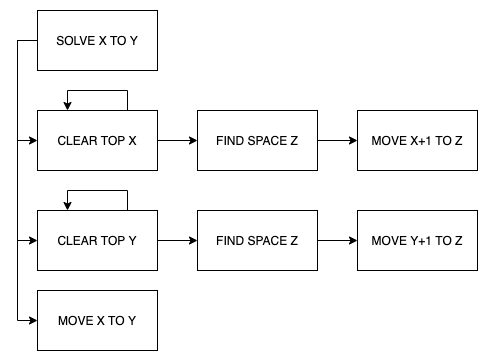 SOLVE X TO Y
CLEAR TOP X
FIND SPACE Z
MOVE X+1 TO Z
CLEAR TOP Y
FIND SPACE Z
MOVE Y+1 TO Z
MOVE X TO Y